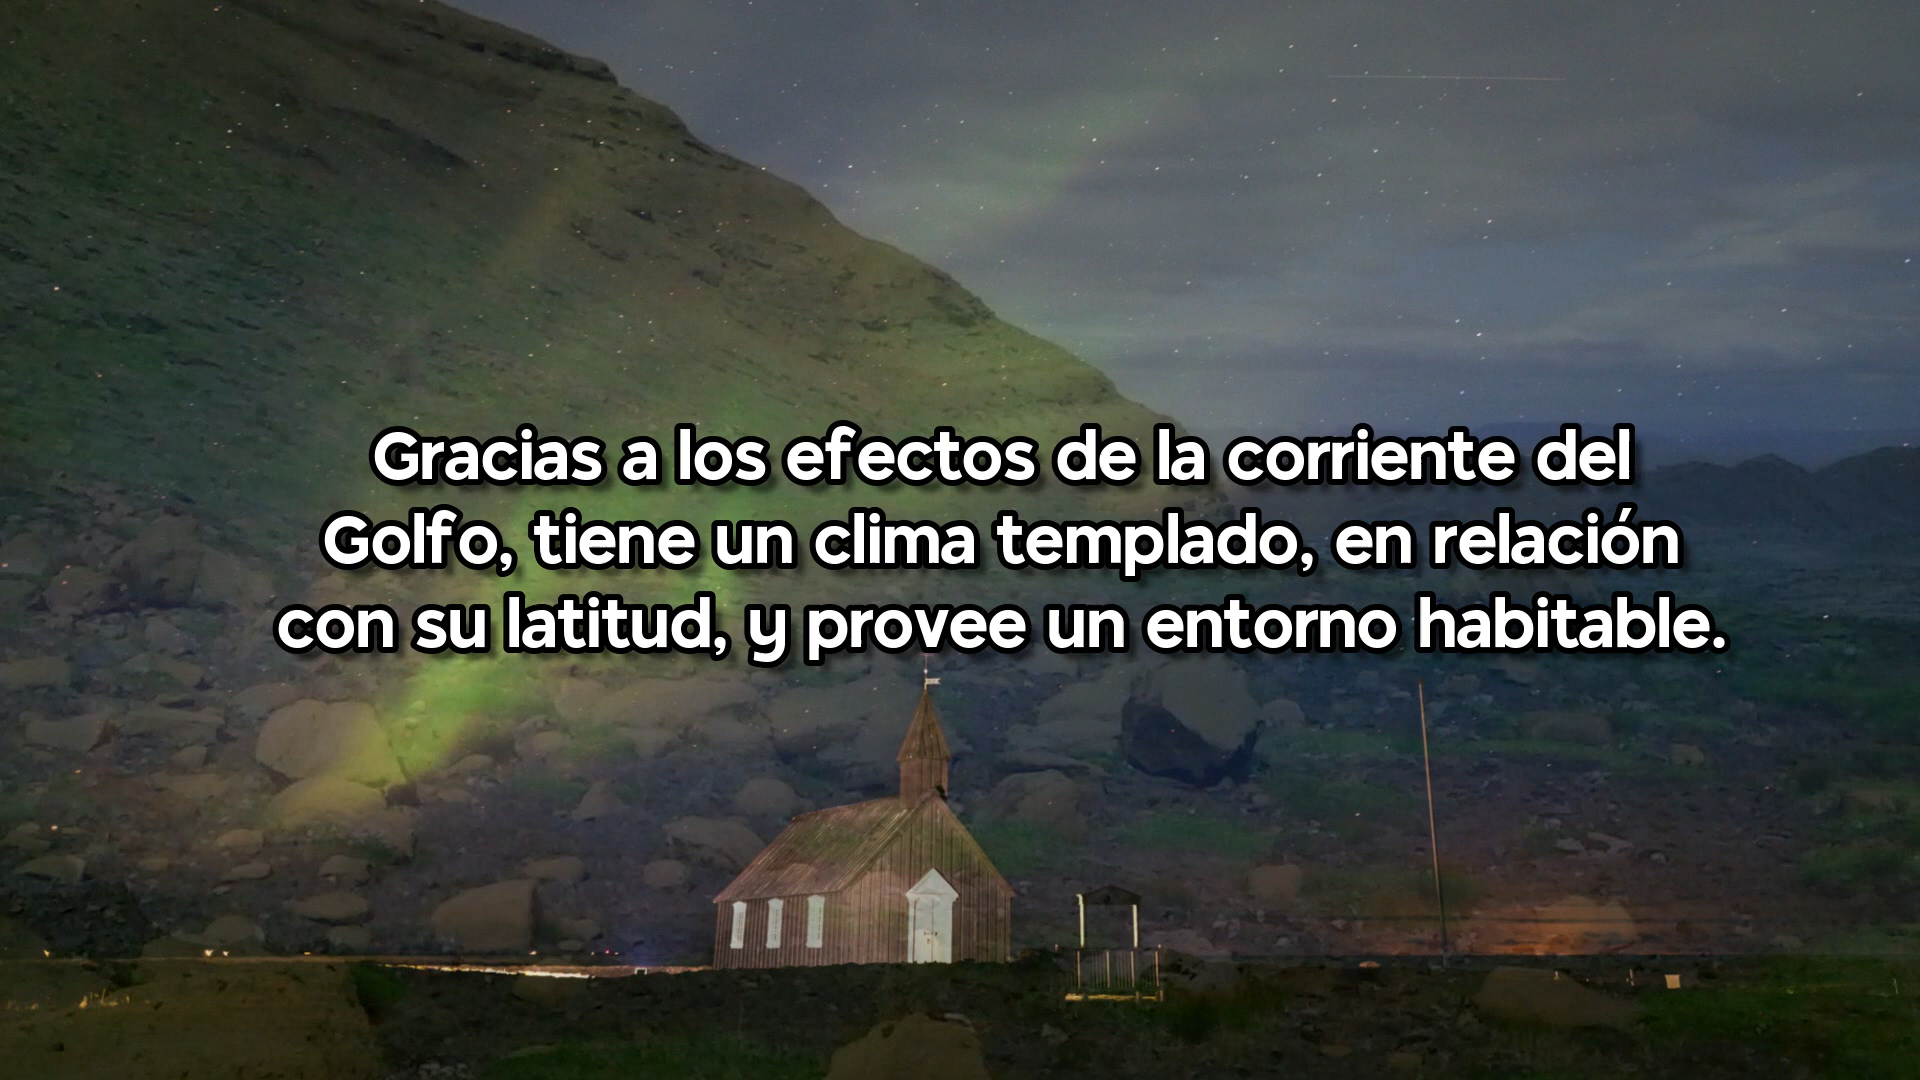 Gracias a los efectos de la corriente del
Golfo, tiene un clima templado, en relación
con su latitud, y provee un entorno habitable.